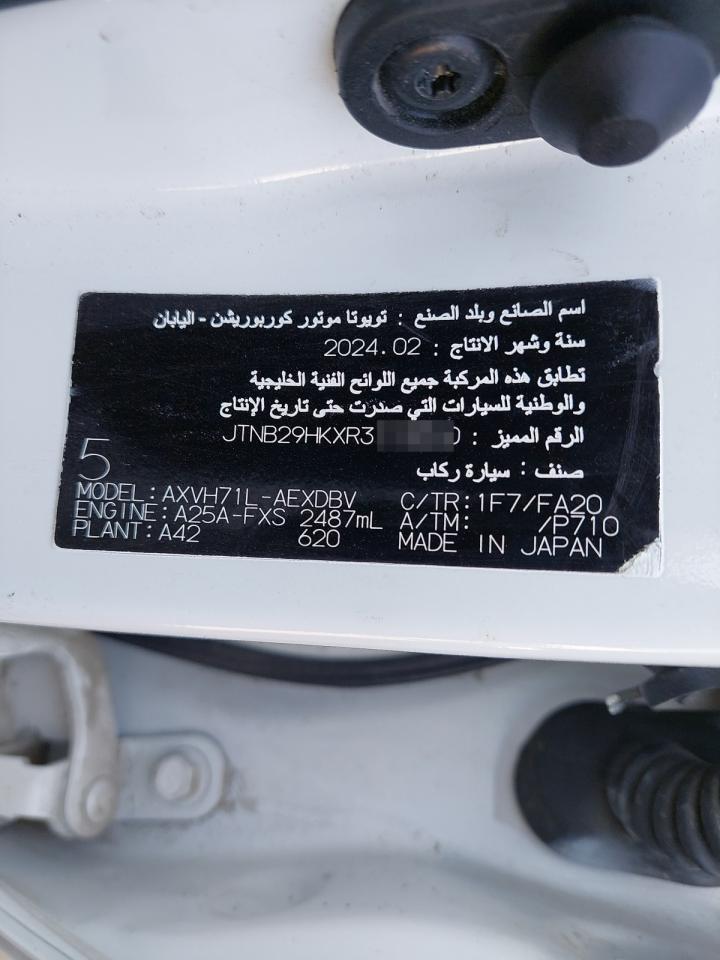 اسم الصانع وبلد الصنع : تويوتا موتور كوربوريشن - اليابان
سنة وشهر الانتاج : 2024.02
تطابق هذه المركبة جميع اللوائح الفنية الخليجية
والوطنية للسيارات التي صدرت حتى تاريخ الإنتاج
الرقم المميز : JTNB29HKXR3 0
صنف : سيارة ركاب
5
MODEL: AXVH71L-AEXDBV C/TR: 1F7/FA20
ENGINE: A25A-FXS 2487mL A/TM: /P710
PLANT: A42 620 MADE IN JAPAN